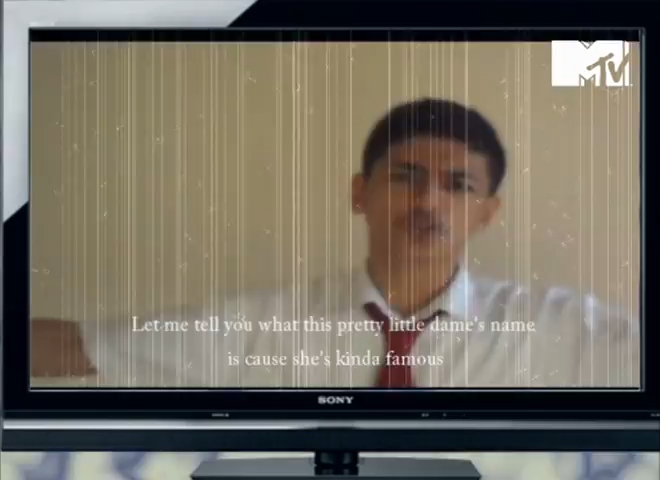 MTV
Let me tell you what this pretty little dame's name
is cause she's kinda famous
SONY